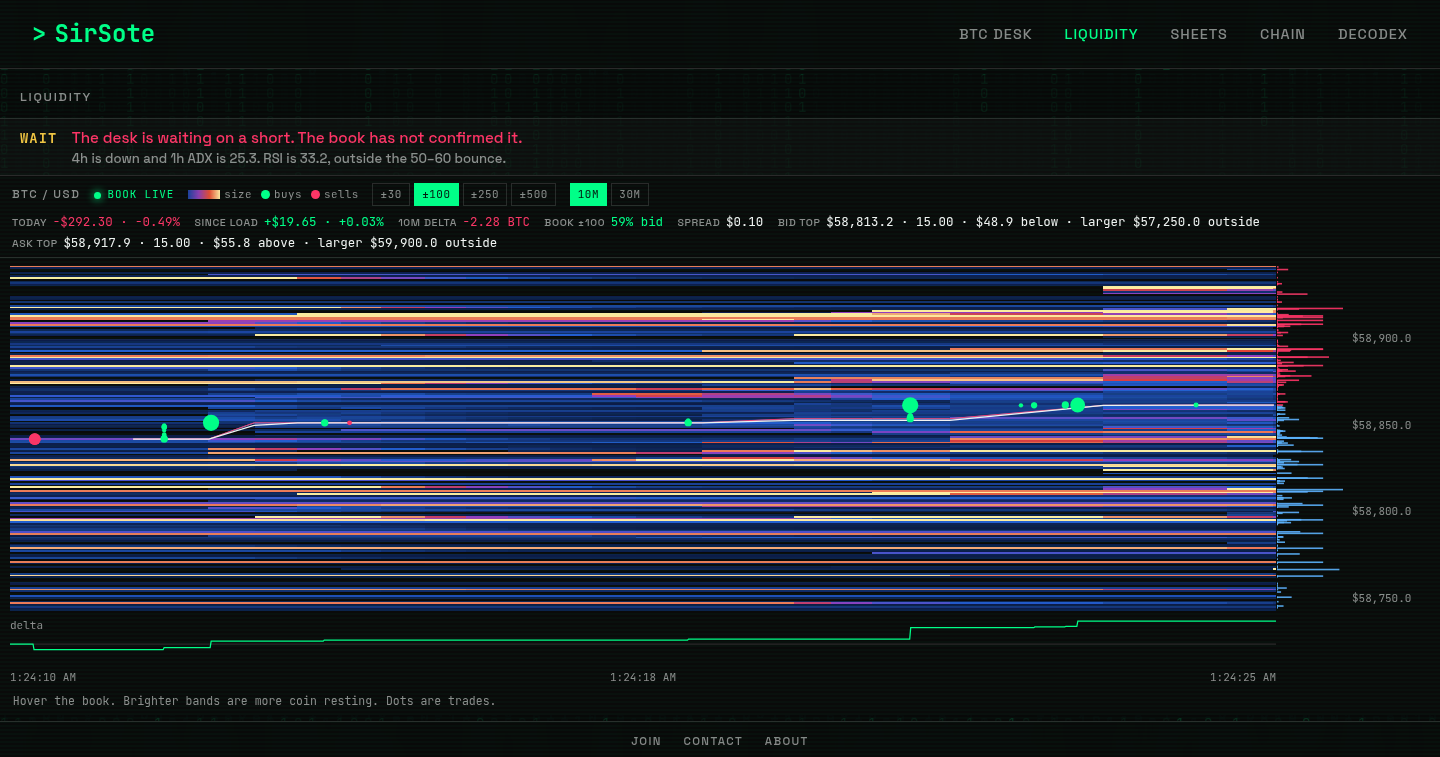 > SirSote
BTC DESK LIQUIDITY SHEETS CHAIN DECODEX
LIQUIDITY
WAIT The desk is waiting on a short. The book has not confirmed it.
4h is down and 1h ADX is 25.3. RSI is 33.2, outside the 50–60 bounce.
BTC / USD BOOK LIVE size buys sells ±30 ±100 ±250 ±500 10M 30M
TODAY -$292.30 · -0.49% SINCE LOAD +$19.65 · +0.03% 10M DELTA -2.28 BTC BOOK ±100 59% bid SPREAD $0.10 BID TOP $58,813.2 · 15.00 · $48.9 below · larger $57,250.0 outside
ASK TOP $58,917.9 · 15.00 · $55.8 above · larger $59,900.0 outside
$58,900.0
$58,850.0
$58,800.0
$58,750.0
delta
1:24:10 AM 1:24:18 AM 1:24:25 AM
Hover the book. Brighter bands are more coin resting. Dots are trades.
JOIN CONTACT ABOUT